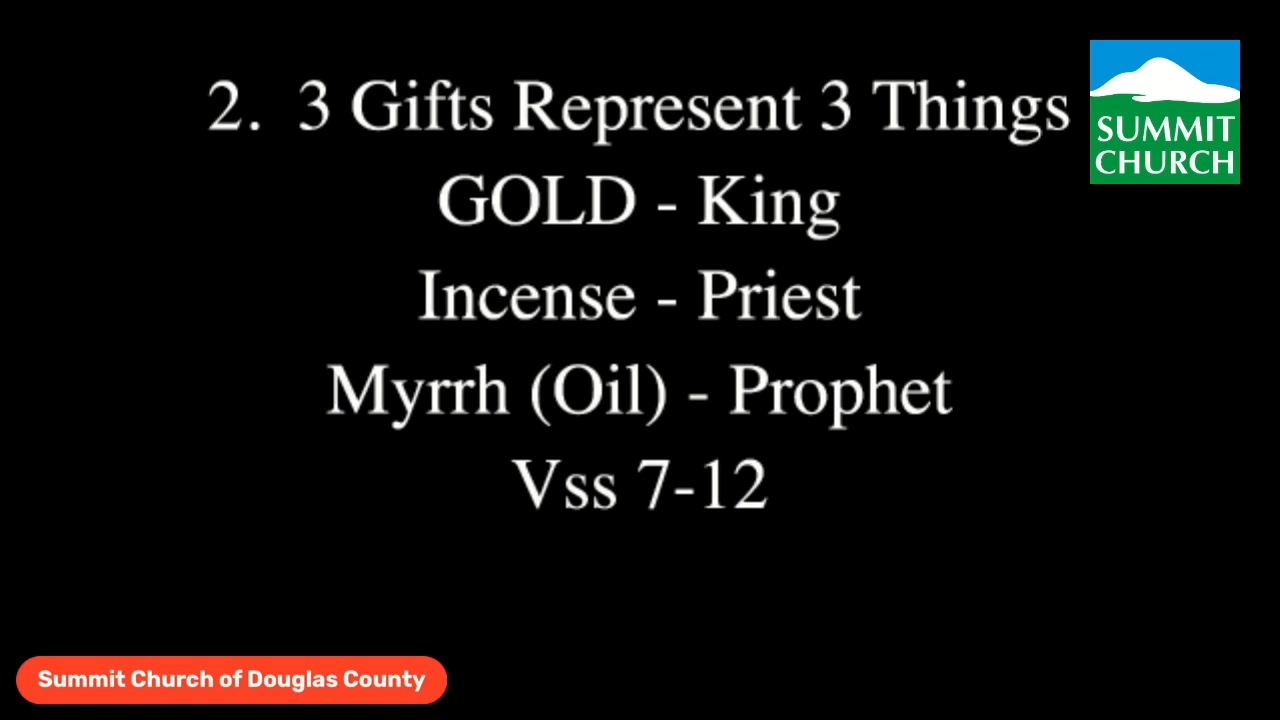 2. 3 Gifts Represent 3 Things
GOLD - King
Incense - Priest
Myrrh (Oil) - Prophet
Vss 7-12
SUMMIT
CHURCH
Summit Church of Douglas County